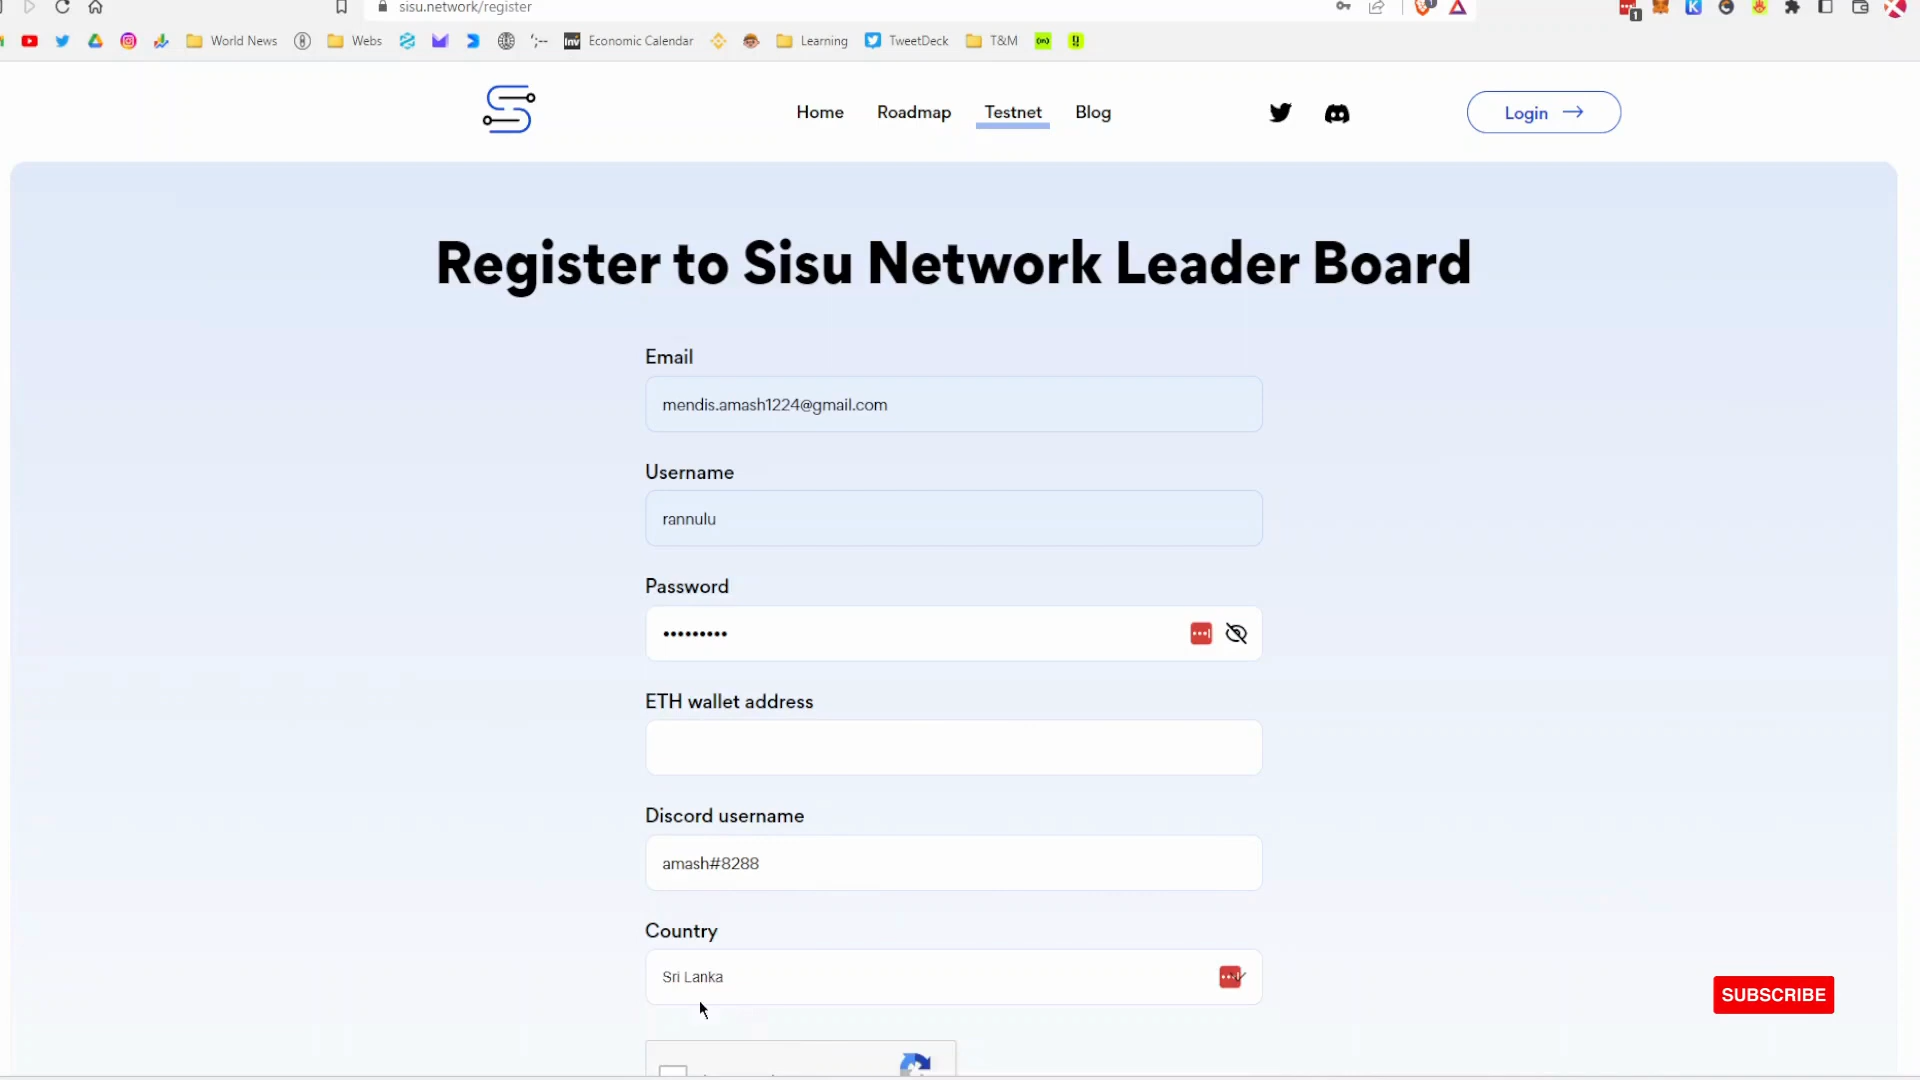 sisu.network/register
World News Webs inv Economic Calendar Learning TweetDeck T&M
Home Roadmap Testnet Blog Login
Register to Sisu Network Leader Board
Email
mendis.amash1224@gmail.com
Username
rannulu
Password
•••••••••
ETH wallet address
Discord username
amash#8288
Country
Sri Lanka
SUBSCRIBE